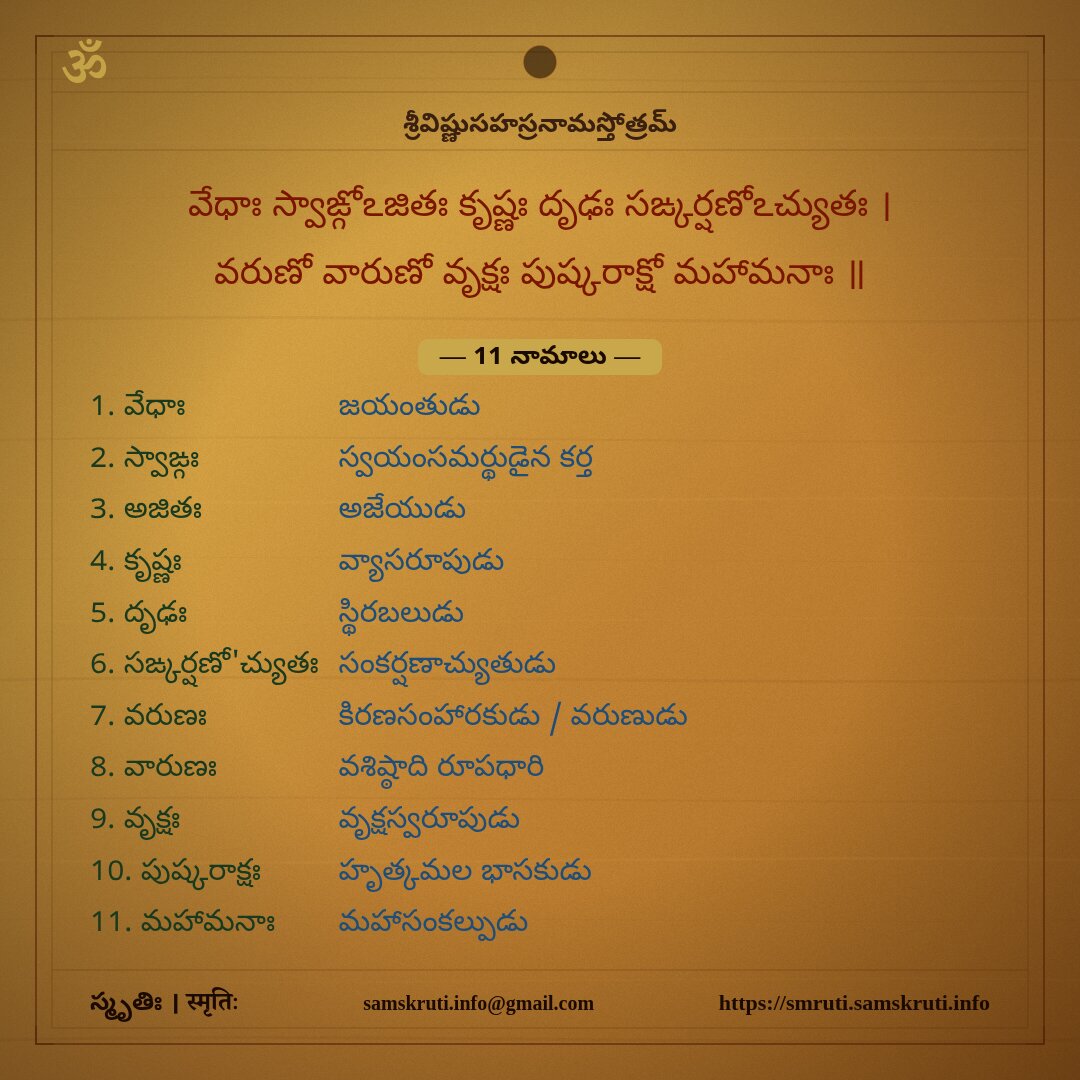 ॐ
శ్రీవిష్ణుసహస్రనామస్తోత్రమ్
వేధాః స్వాఙ్గోఽజితః కృష్ణః దృఢః సఙ్కర్షణోఽచ్యుతః |
వరుణో వారుణో వృక్షః పుష్కరాక్షో మహామనాః ||
— 11 నామాలు —
1. వేధాః జయంతుడు
2. స్వాఙ్గః స్వయంసమర్థుడైన కర్త
3. అజితః అజేయుడు
4. కృష్ణః వ్యాసరూపుడు
5. దృఢః స్థిరబలుడు
6. సఙ్కర్షణో'చ్యుతః సంకర్షణాచ్యుతుడు
7. వరుణః కిరణసంహారకుడు / వరుణుడు
8. వారుణః వశిష్ఠాది రూపధారి
9. వృక్షః వృక్షస్వరూపుడు
10. పుష్కరాక్షః హృత్కమల భాసకుడు
11. మహామనాః మహాసంకల్పుడు
స్మృతిః | स्मृतिः samskruti.info@gmail.com https://smruti.samskruti.info